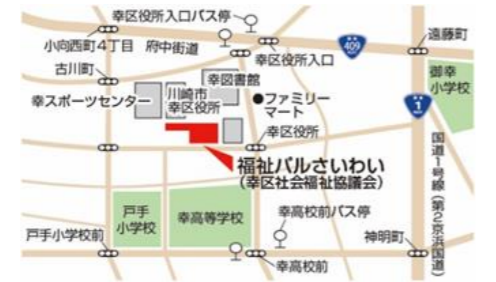 幸区役所入口バス停
小向西町4丁目
府中街道
409
遠藤町
幸区役所入口
古川町
幸図書館
御幸
小学校
川崎市
幸区役所
幸スポーツセンター
ファミリー
マート
1
幸区役所
国道1号線(第2京浜国道)
福祉パルさいわい
(幸区社会福祉協議会)
戸手
小学校
幸高等学校
幸高校前バス停
戸手小学校前
神明町
幸高校前